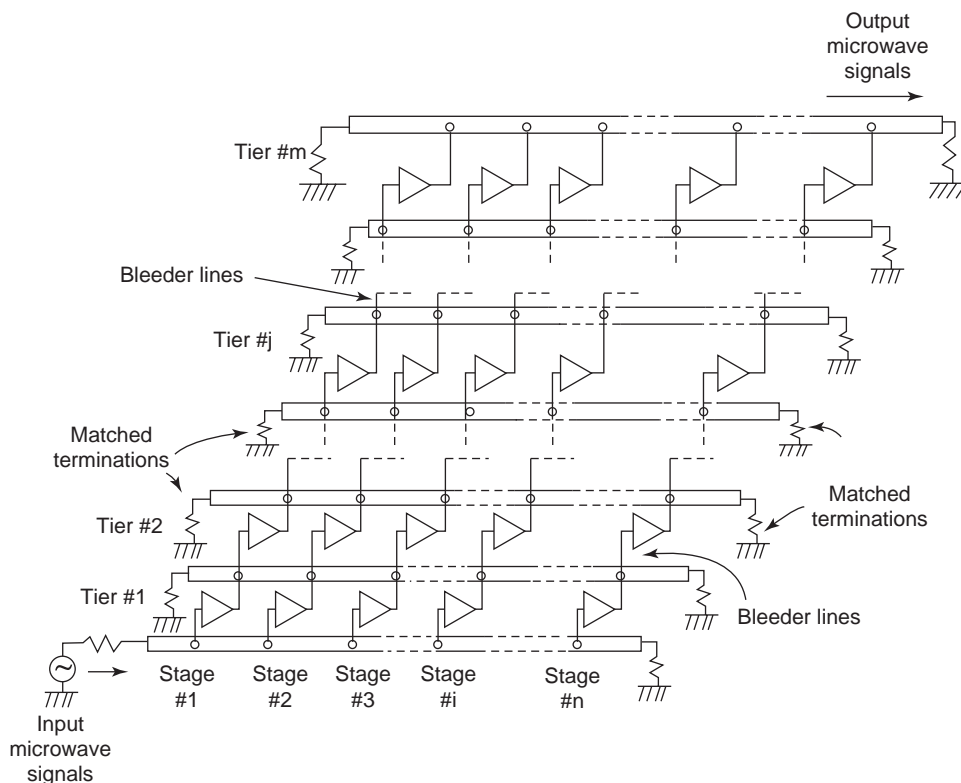 Output
microwave
signals
Tier #m
Bleeder lines
Tier #j
Matched
terminations
Tier #2
Matched
terminations
Tier #1
Bleeder lines
Stage
#1
Stage
#2
Stage
#3
Stage
#i
Stage
#n
~
Input
microwave
signals